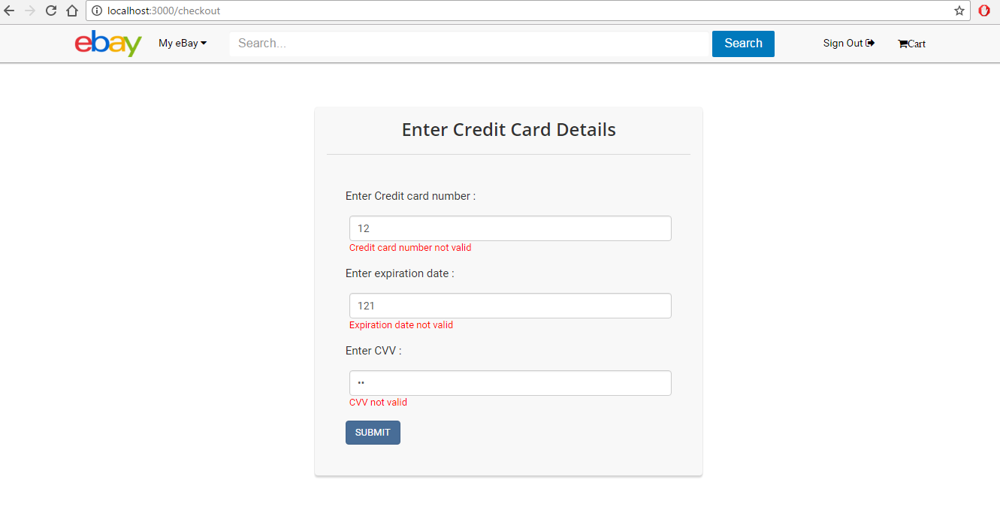 localhost:3000/checkout
ebay My eBay Search... Search Sign Out Cart
Enter Credit Card Details
Enter Credit card number :
12
Credit card number not valid
Enter expiration date :
121
Expiration date not valid
Enter CVV :
••
CVV not valid
SUBMIT